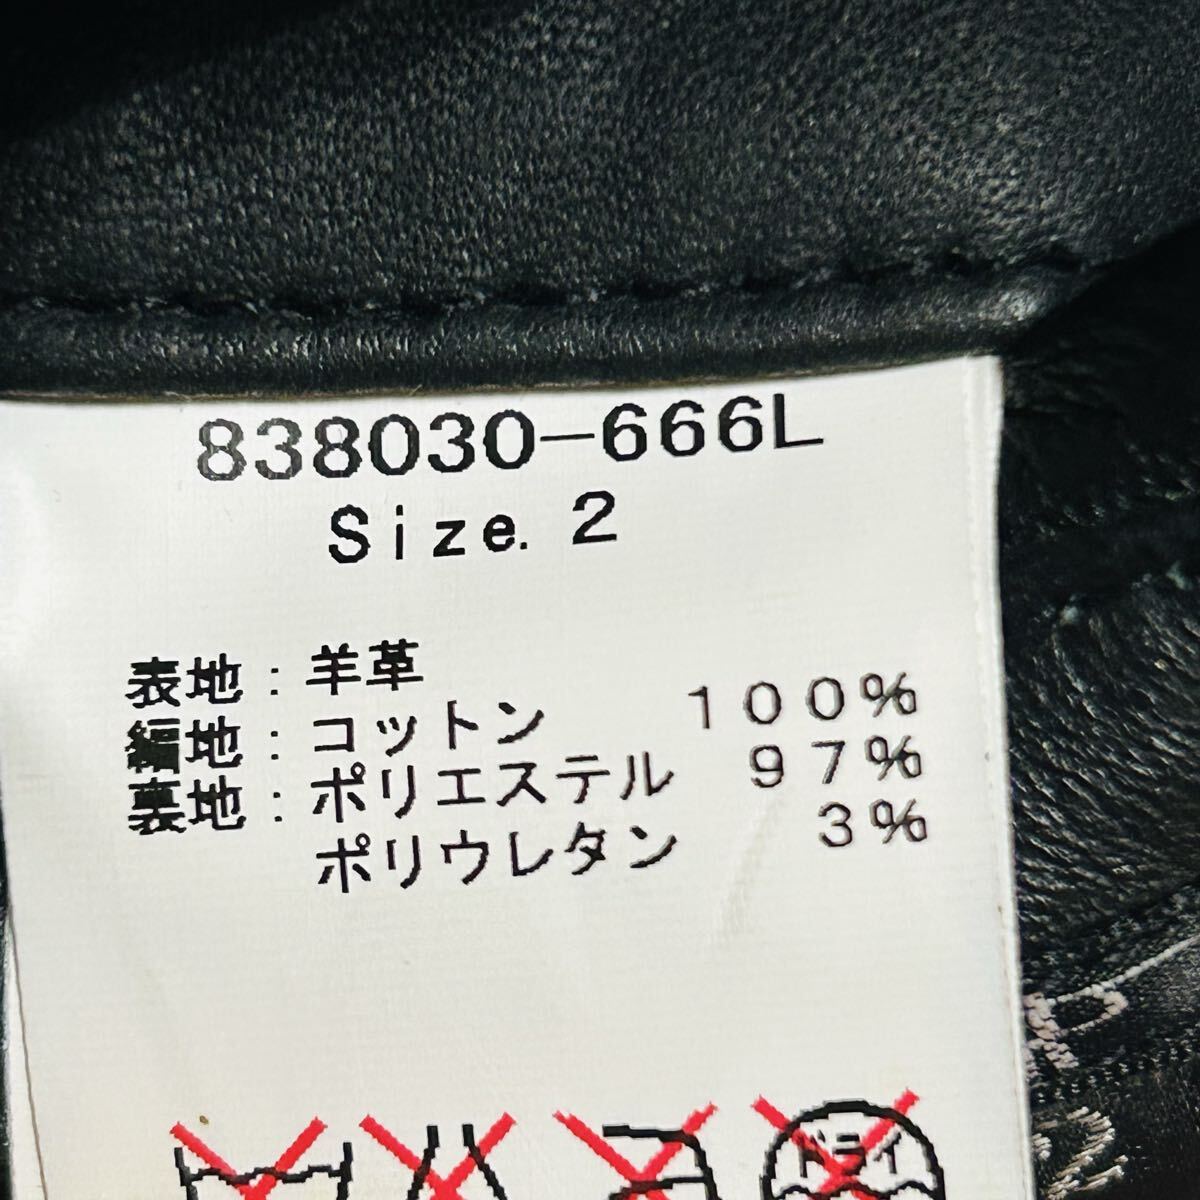 838030-666L
Size. 2
表地：羊革
編地：コットン 100%
裏地：ポリエステル 97%
ポリウレタン 3%
ドライ